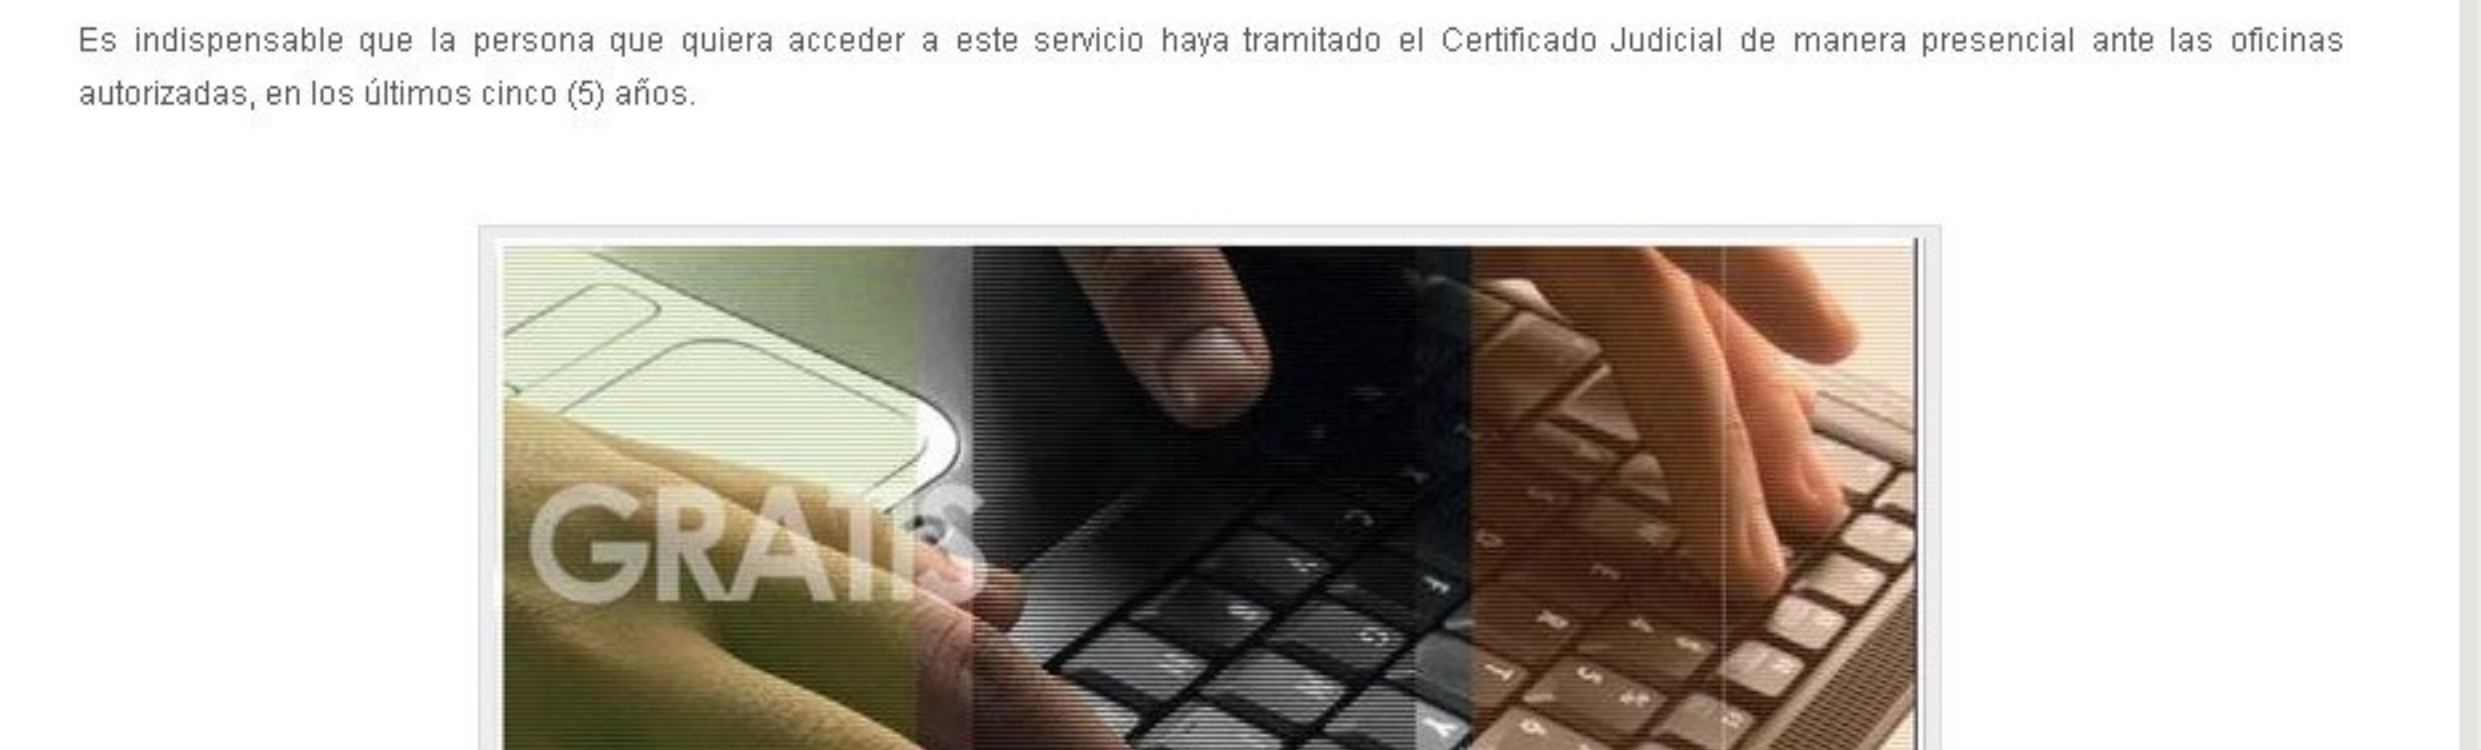 Es indispensable que la persona que quiera acceder a este servicio haya tramitado el Certificado Judicial de manera presencial ante las oficinas
autorizadas, en los últimos cinco (5) años.
GRATIS